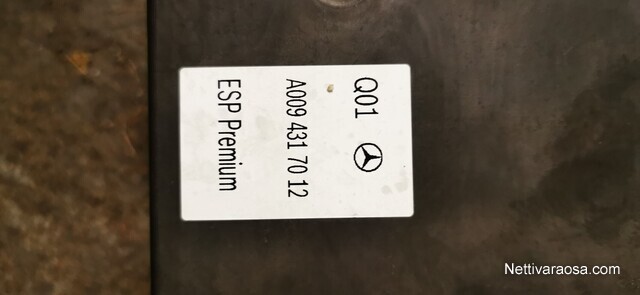 Q01
A009 431 70 12
ESP Premium
Nettivaraosa.com